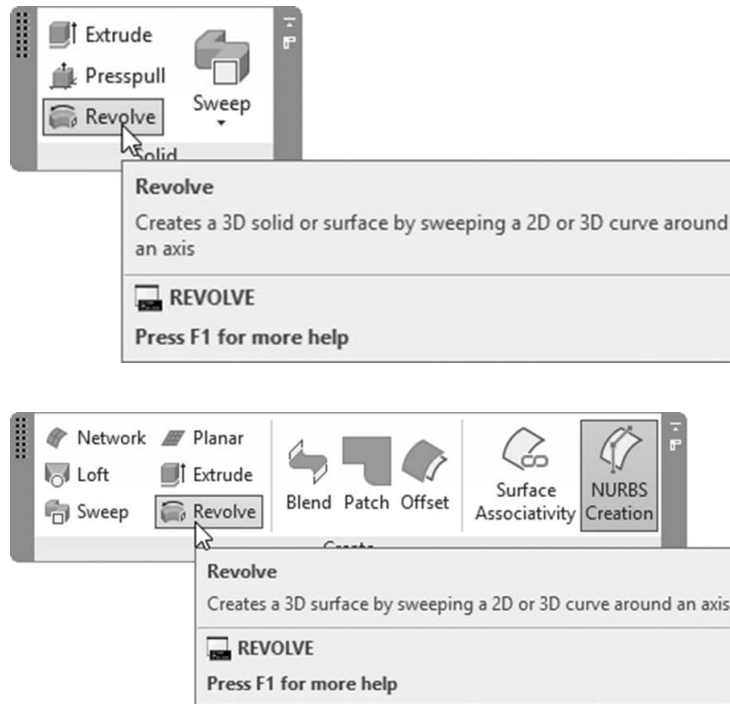 Extrude
Presspull
Revolve
Sweep
Solid
Revolve
Creates a 3D solid or surface by sweeping a 2D or 3D curve around
an axis
REVOLVE
Press F1 for more help
Network Planar
Loft Extrude
Sweep Revolve
Blend Patch Offset
Surface
Associativity
NURBS
Creation
Create
Revolve
Creates a 3D surface by sweeping a 2D or 3D curve around an axis
REVOLVE
Press F1 for more help